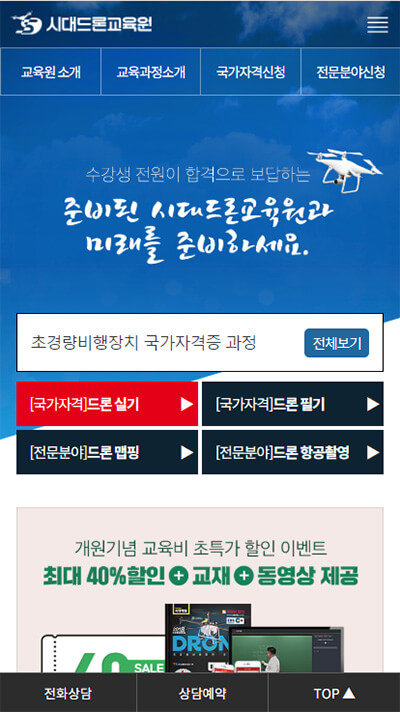 시대드론교육원
교육원 소개 교육과정소개 국가자격신청 전문분야신청
수강생 전원이 합격으로 보답하는
준비된 시대드론교육원과
미래를 준비하세요.
초경량비행장치 국가자격증 과정 전체보기
[국가자격]드론 실기 ▶ [국가자격]드론 필기 ▶
[전문분야]드론 맵핑 ▶ [전문분야]드론 항공촬영 ▶
개원기념 교육비 초특가 할인 이벤트
최대 40%할인 + 교재 + 동영상 제공
SALE
DRON
전화상담 상담예약 TOP ▲